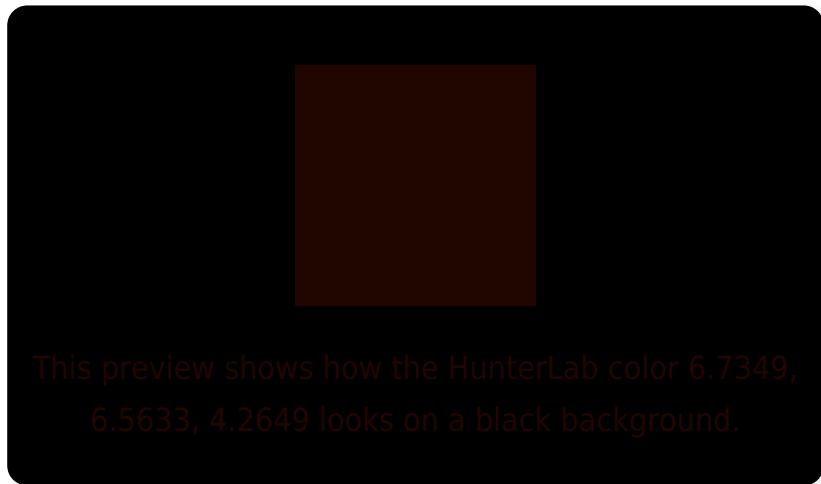 This preview shows how the HunterLab color 6.7349,
6.5633, 4.2649 looks on a black background.